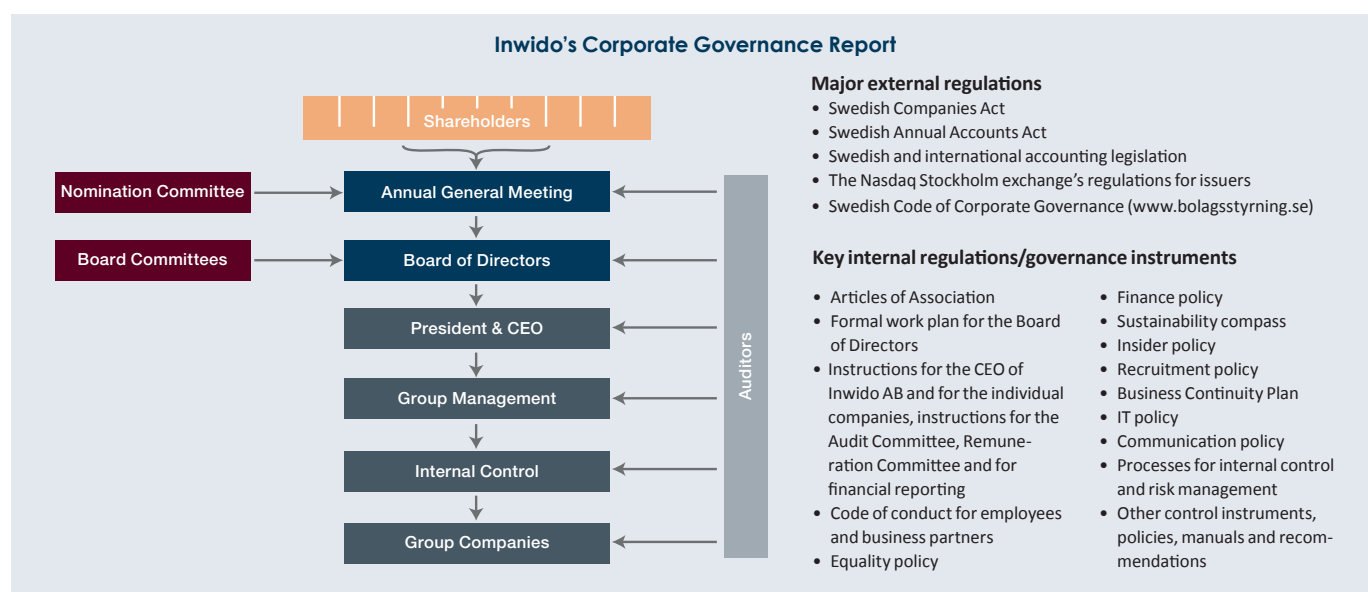 Inwido's Corporate Governance Report
Shareholders
Nomination Committee
Annual General Meeting
Board Committees
Board of Directors
President & CEO
Group Management
Internal Control
Group Companies
Auditors
Major external regulations
• Swedish Companies Act
• Swedish Annual Accounts Act
• Swedish and international accounting legislation
• The Nasdaq Stockholm exchange's regulations for issuers
• Swedish Code of Corporate Governance (www.bolagsstyrning.se)
Key internal regulations/governance instruments
• Articles of Association
• Formal work plan for the Board
of Directors
• Instructions for the CEO of
Inwido AB and for the individual
companies, instructions for the
Audit Committee, Remune-
ration Committee and for
financial reporting
• Code of conduct for employees
and business partners
• Equality policy
• Finance policy
• Sustainability compass
• Insider policy
• Recruitment policy
• Business Continuity Plan
• IT policy
• Communication policy
• Processes for internal control
and risk management
• Other control instruments,
policies, manuals and recom-
mendations